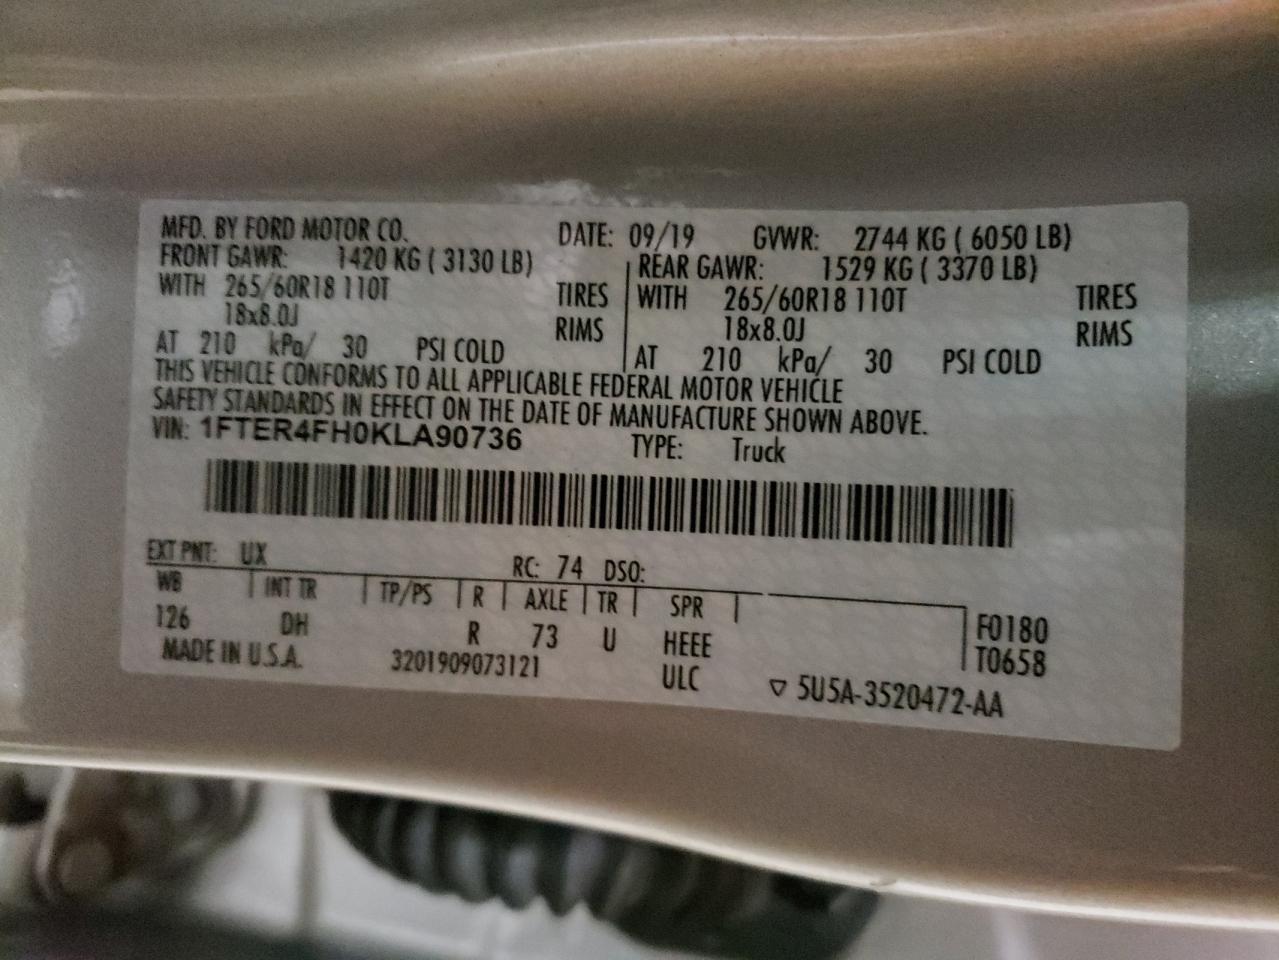 MFD. BY FORD MOTOR CO. DATE: 09/19 GVWR: 2744 KG ( 6050 LB)
FRONT GAWR: 1420 KG ( 3130 LB) REAR GAWR: 1529 KG ( 3370 LB)
WITH 265/60R18 110T TIRES WITH 265/60R18 110T TIRES
18x8.0J RIMS 18x8.0J RIMS
AT 210 kPa/ 30 PSI COLD AT 210 kPa/ 30 PSI COLD
THIS VEHICLE CONFORMS TO ALL APPLICABLE FEDERAL MOTOR VEHICLE
SAFETY STANDARDS IN EFFECT ON THE DATE OF MANUFACTURE SHOWN ABOVE.
VIN: 1FTER4FH0KLA90736 TYPE: Truck
EXT PNT: UX RC: 74 DSO:
WB INT TR TP/PS R AXLE TR SPR F0180
126 DH R 73 U HEEE T0658
MADE IN U.S.A. 3201909073121 ULC ▽ 5U5A-3520472-AA